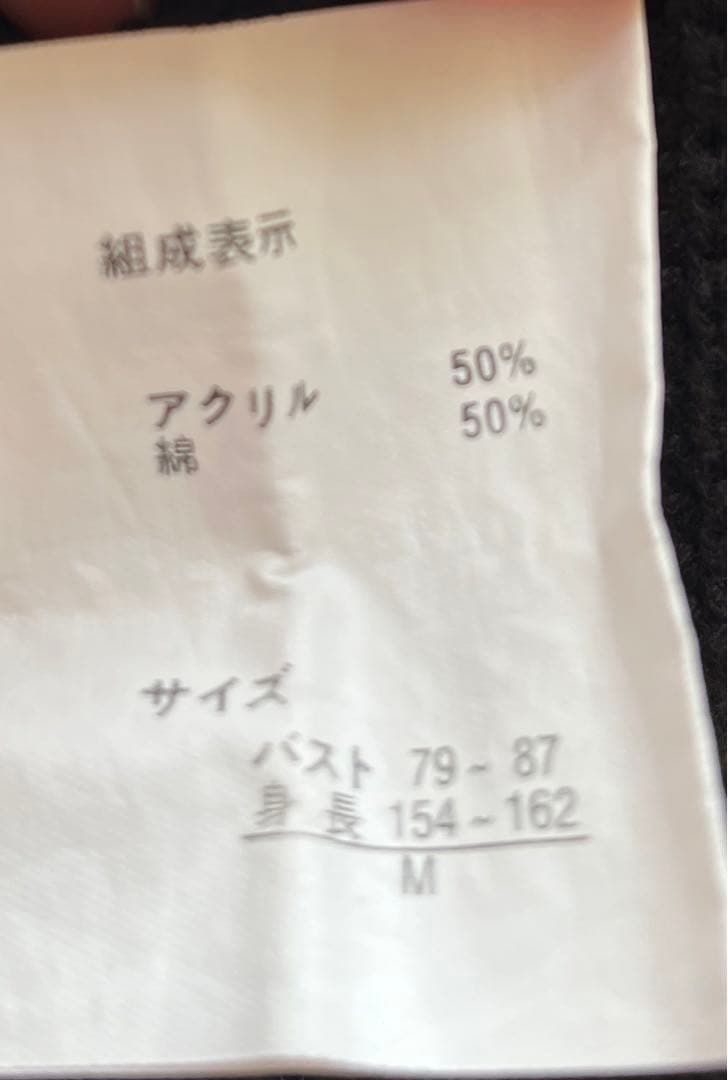 組成表示
アクリル 50%
綿 50%
サイズ
バスト 79~87
身長 154~162
M